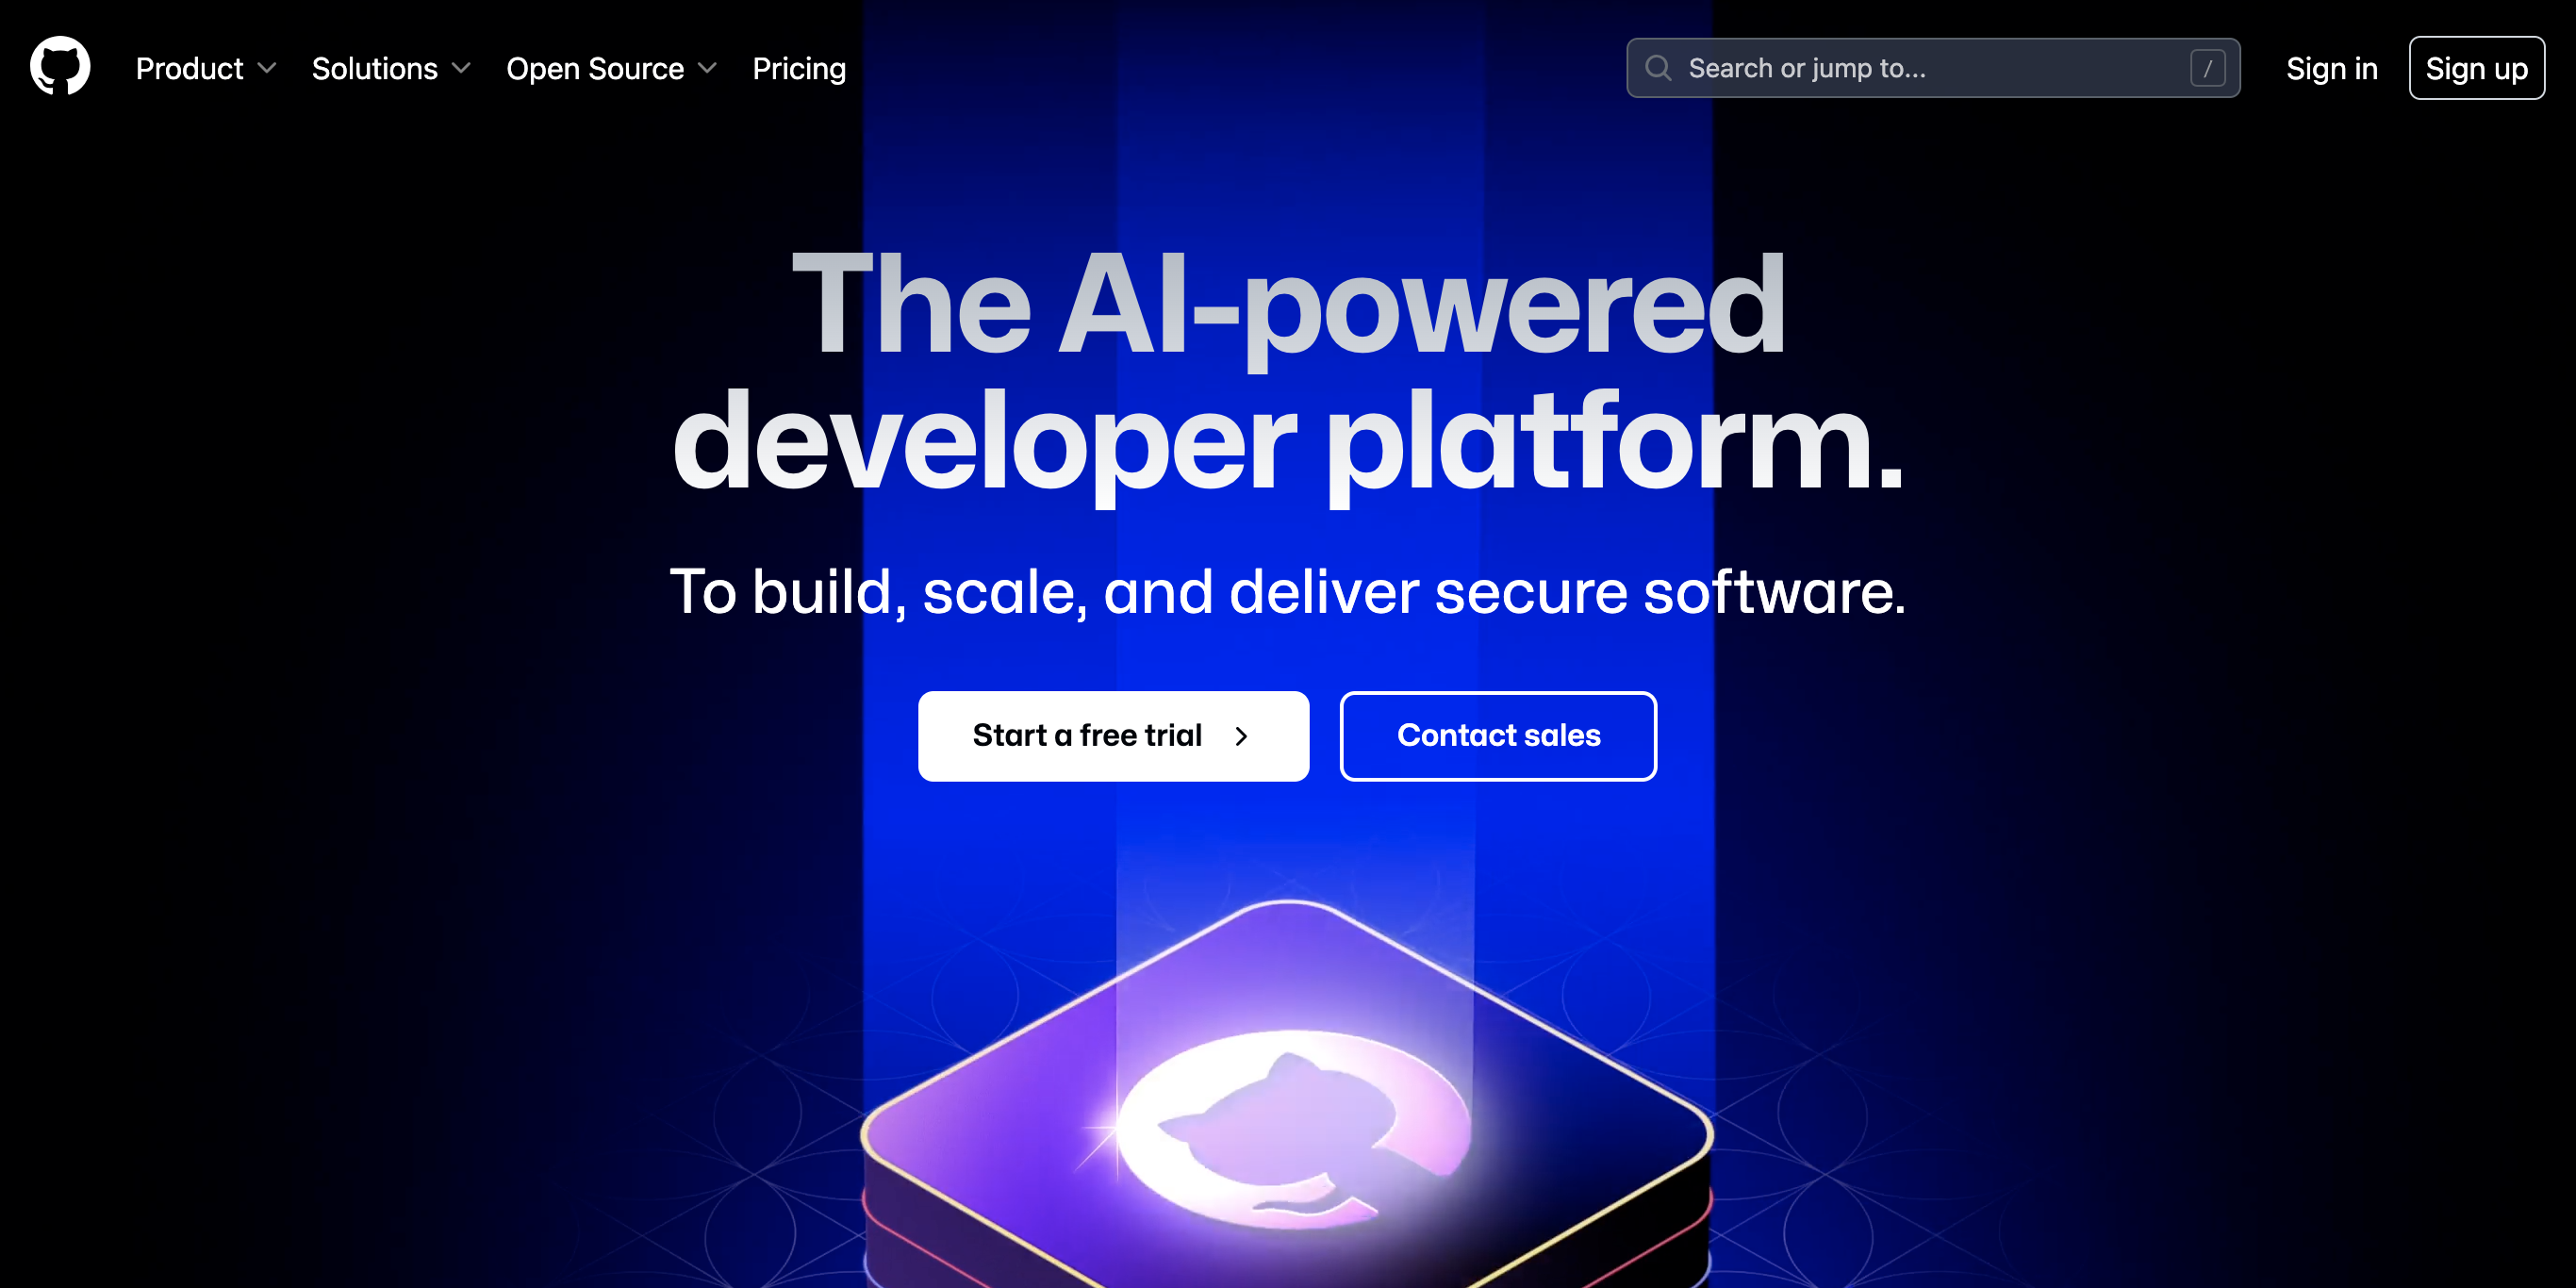 Product
Solutions
Open Source
Pricing
Search or jump to...
/
Sign in
Sign up
The AI-powered
developer platform.
To build, scale, and deliver secure software.
Start a free trial
Contact sales